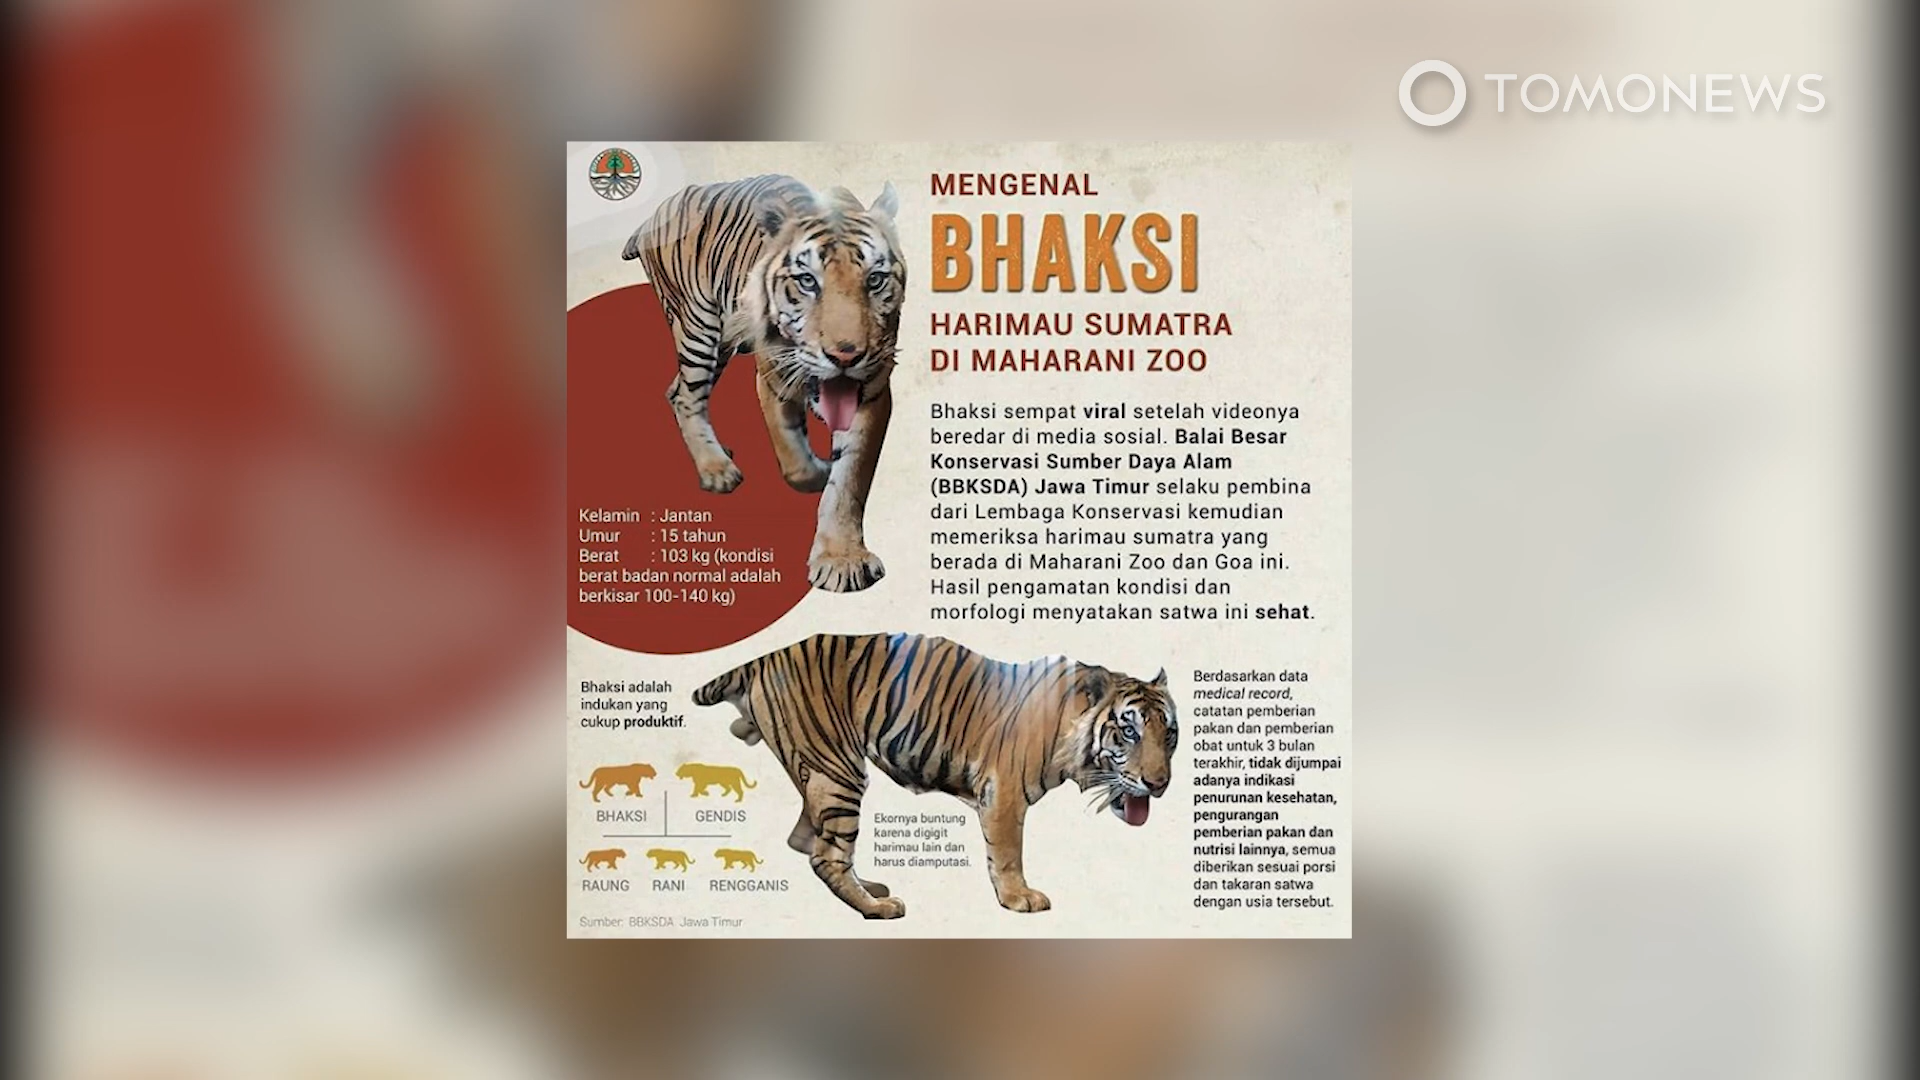 TOMONEWS
MENGENAL
BHAKSI
HARIMAU SUMATRA
DI MAHARANI ZOO
Bhaksi sempat viral setelah videonya
beredar di media sosial. Balai Besar
Konservasi Sumber Daya Alam
(BBKSDA) Jawa Timur selaku pembina
dari Lembaga Konservasi kemudian
memeriksa harimau sumatra yang
berada di Maharani Zoo dan Goa ini.
Hasil pengamatan kondisi dan
morfologi menyatakan satwa ini sehat.
Kelamin : Jantan
Umur : 15 tahun
Berat : 103 kg (kondisi
berat badan normal adalah
berkisar 100-140 kg)
Bhaksi adalah
indukan yang
cukup produktif.
BHAKSI GENDIS
RAUNG RANI RENGGANIS
Ekornya buntung
karena digigit
harimau lain dan
harus diamputasi.
Berdasarkan data
medical record,
catatan pemberian
pakan dan pemberian
obat untuk 3 bulan
terakhir, tidak dijumpai
adanya indikasi
penurunan kesehatan,
pengurangan
pemberian pakan dan
nutrisi lainnya, semua
diberikan sesuai porsi
dan takaran satwa
dengan usia tersebut.
Sumber: BBKSDA Jawa Timur